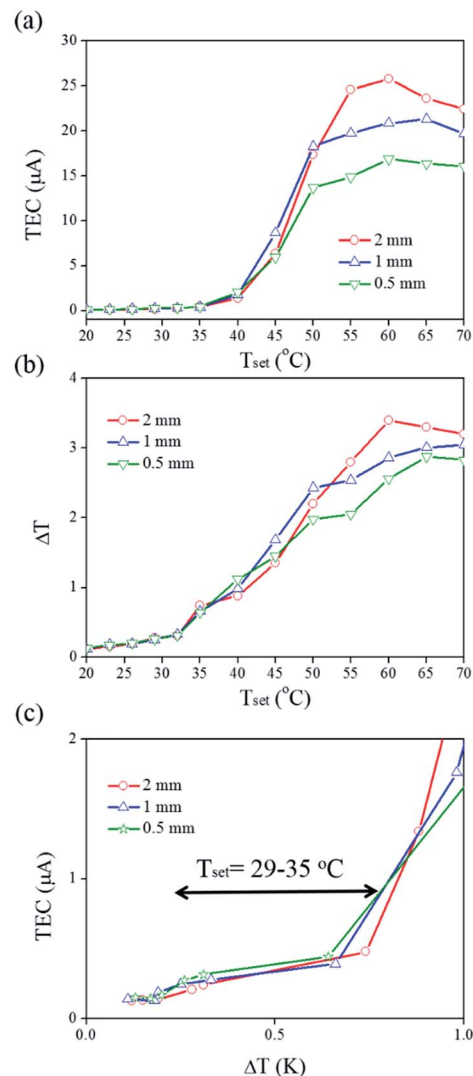 (a)
30
25
20
15
10
5
0
TEC (µA)
2 mm
1 mm
0.5 mm
20 25 30 35 40 45 50 55 60 65 70
Tset (°C)
(b)
4
3
2
1
0
ΔT
2 mm
1 mm
0.5 mm
20 25 30 35 40 45 50 55 60 65 70
Tset (°C)
(c)
2
1
0
TEC (µA)
2 mm
1 mm
0.5 mm
Tset= 29-35 °C
0.0 0.5 1.0
ΔT (K)